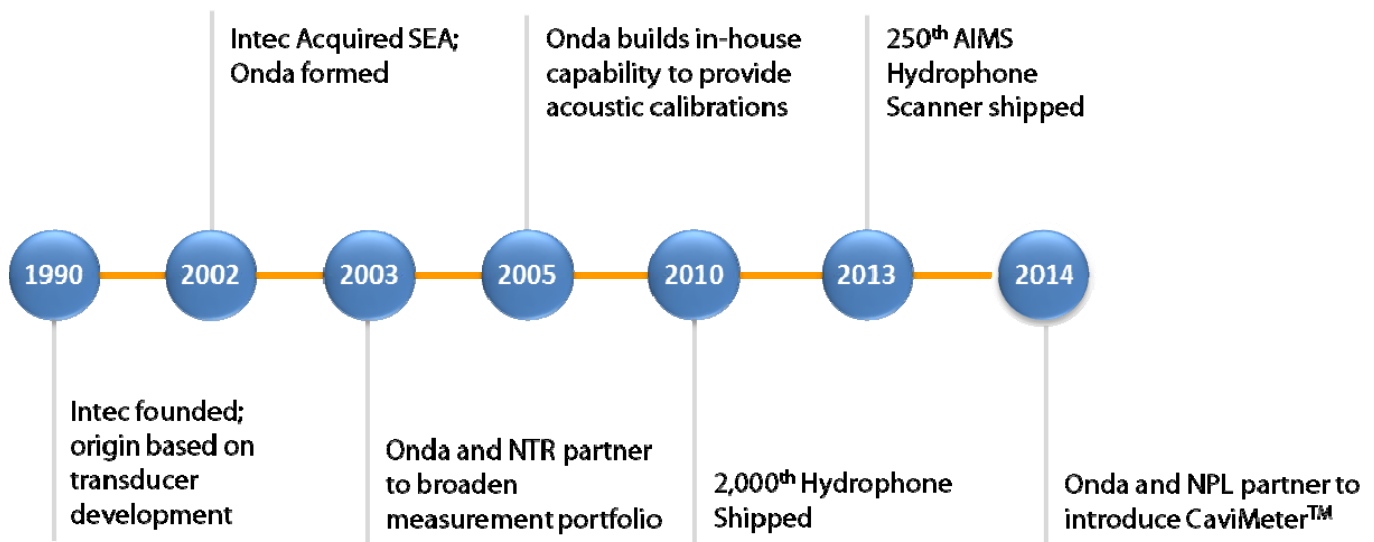 Intec Acquired SEA;
Onda formed
Onda builds in-house
capability to provide
acoustic calibrations
250th AIMS
Hydrophone
Scanner shipped
1990
2002
2003
2005
2010
2013
2014
Intec founded;
origin based on
transducer
development
Onda and NTR partner
to broaden
measurement portfolio
2,000th Hydrophone
Shipped
Onda and NPL partner to
introduce CaviMeter™